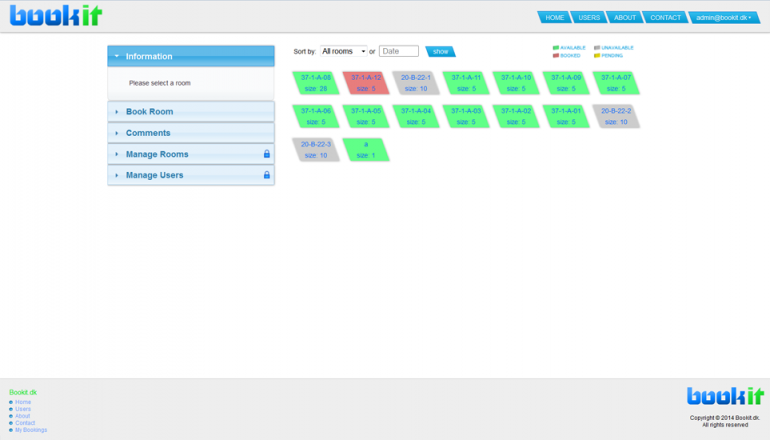 bookit
HOME USERS ABOUT CONTACT admin@bookit.dk
Information
Please select a room
Book Room
Comments
Manage Rooms
Manage Users
Sort by: All rooms or Date show
AVAILABLE UNAVAILABLE
BOOKED PENDING
37-1-A-08 37-1-A-12 20-B-22-1 37-1-A-11 37-1-A-10 37-1-A-09 37-1-A-07
size: 28 size: 5 size: 10 size: 5 size: 5 size: 5 size: 5
37-1-A-06 37-1-A-05 37-1-A-04 37-1-A-03 37-1-A-02 37-1-A-01 20-B-22-2
size: 5 size: 5 size: 5 size: 5 size: 5 size: 5 size: 10
20-B-22-3 a
size: 10 size: 1
Bookit.dk
Home
Users
About
Contact
My Bookings
bookit
Copyright © 2014 Bookit.dk.
All rights reserved